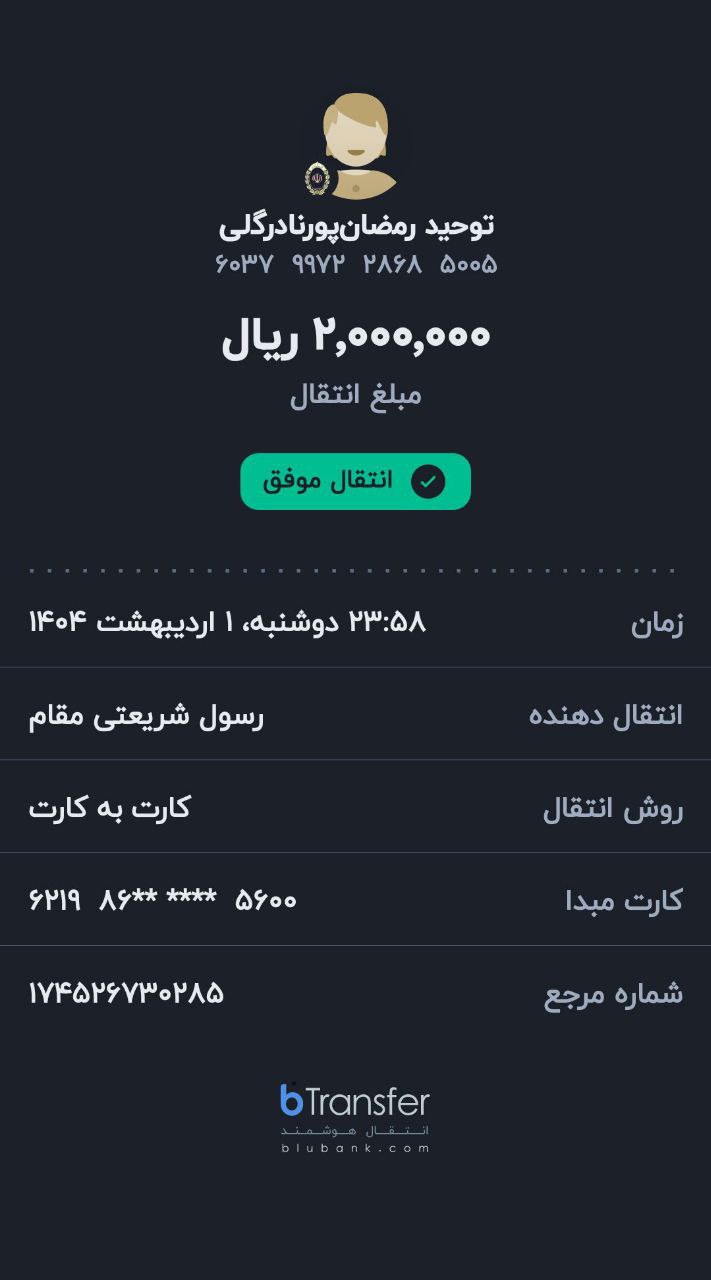 توحید رمضان‌پورنادرگلی
۶۰۳۷ ۹۹۷۲ ۲۸۶۸ ۵۰۰۵
۲,۰۰۰,۰۰۰ ریال
مبلغ انتقال
انتقال موفق
زمان ۲۳:۵۸ دوشنبه، ۱ اردیبهشت ۱۴۰۴
انتقال دهنده رسول شریعتی مقام
روش انتقال کارت به کارت
کارت مبدا ۶۲۱۹ ۸۶** **** ۵۶۰۰
شماره مرجع ۱۷۴۵۲۶۷۳۰۲۸۵
bTransfer
انـتـقـال هـوشـمـنـد
blubank.com